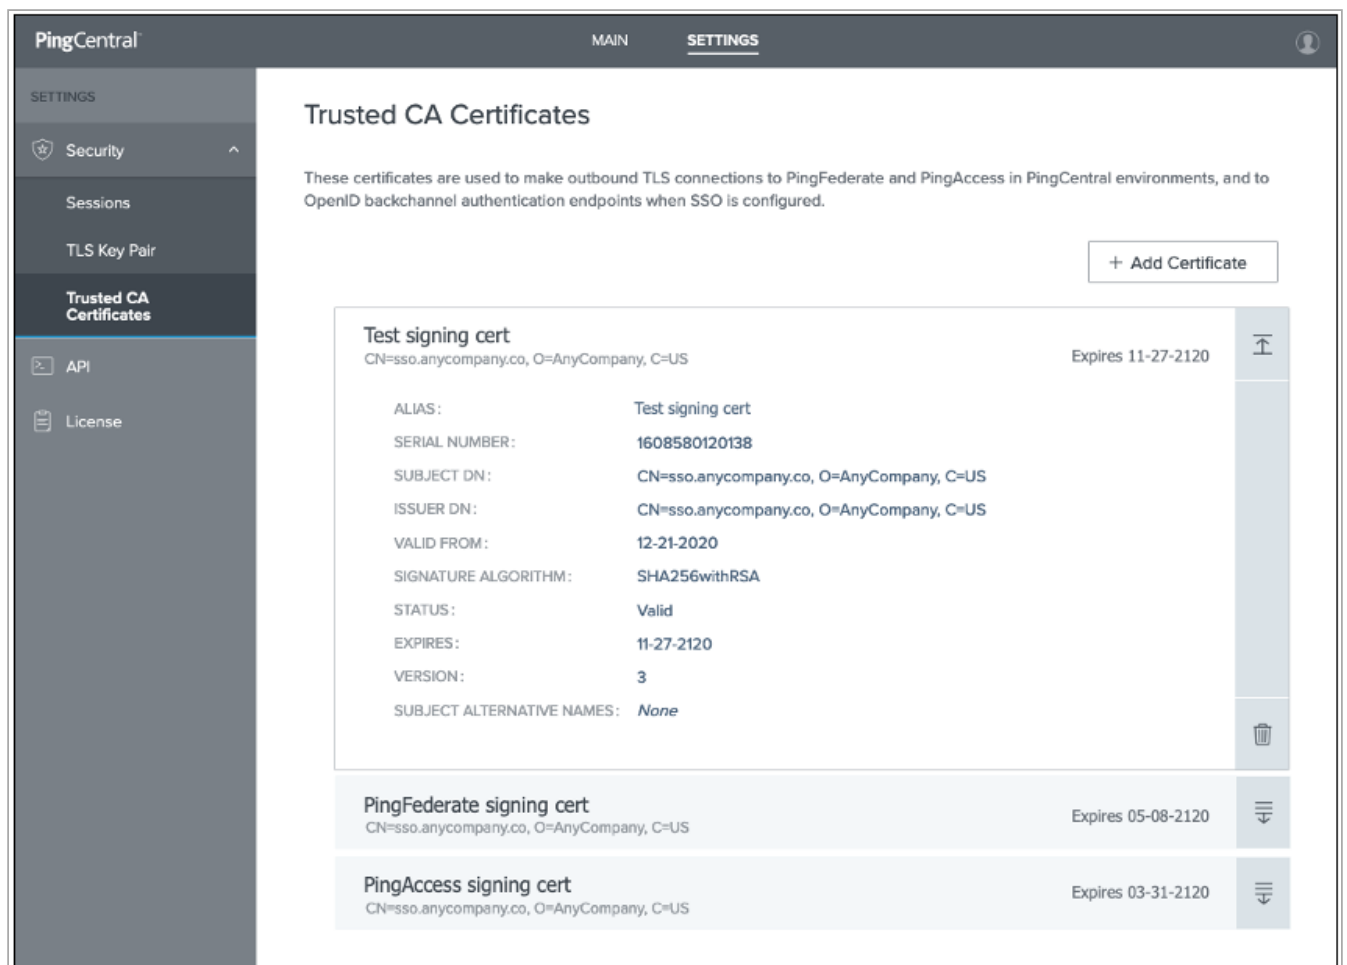 PingCentral
MAIN
SETTINGS
SETTINGS
Security
Sessions
TLS Key Pair
Trusted CA
Certificates
API
License
Trusted CA Certificates
These certificates are used to make outbound TLS connections to PingFederate and PingAccess in PingCentral environments, and to
OpenID backchannel authentication endpoints when SSO is configured.
+ Add Certificate
Test signing cert
CN=sso.anycompany.co, O=AnyCompany, C=US
Expires 11-27-2120
ALIAS: Test signing cert
SERIAL NUMBER: 1608580120138
SUBJECT DN: CN=sso.anycompany.co, O=AnyCompany, C=US
ISSUER DN: CN=sso.anycompany.co, O=AnyCompany, C=US
VALID FROM: 12-21-2020
SIGNATURE ALGORITHM: SHA256withRSA
STATUS: Valid
EXPIRES: 11-27-2120
VERSION: 3
SUBJECT ALTERNATIVE NAMES: None
PingFederate signing cert
CN=sso.anycompany.co, O=AnyCompany, C=US
Expires 05-08-2120
PingAccess signing cert
CN=sso.anycompany.co, O=AnyCompany, C=US
Expires 03-31-2120